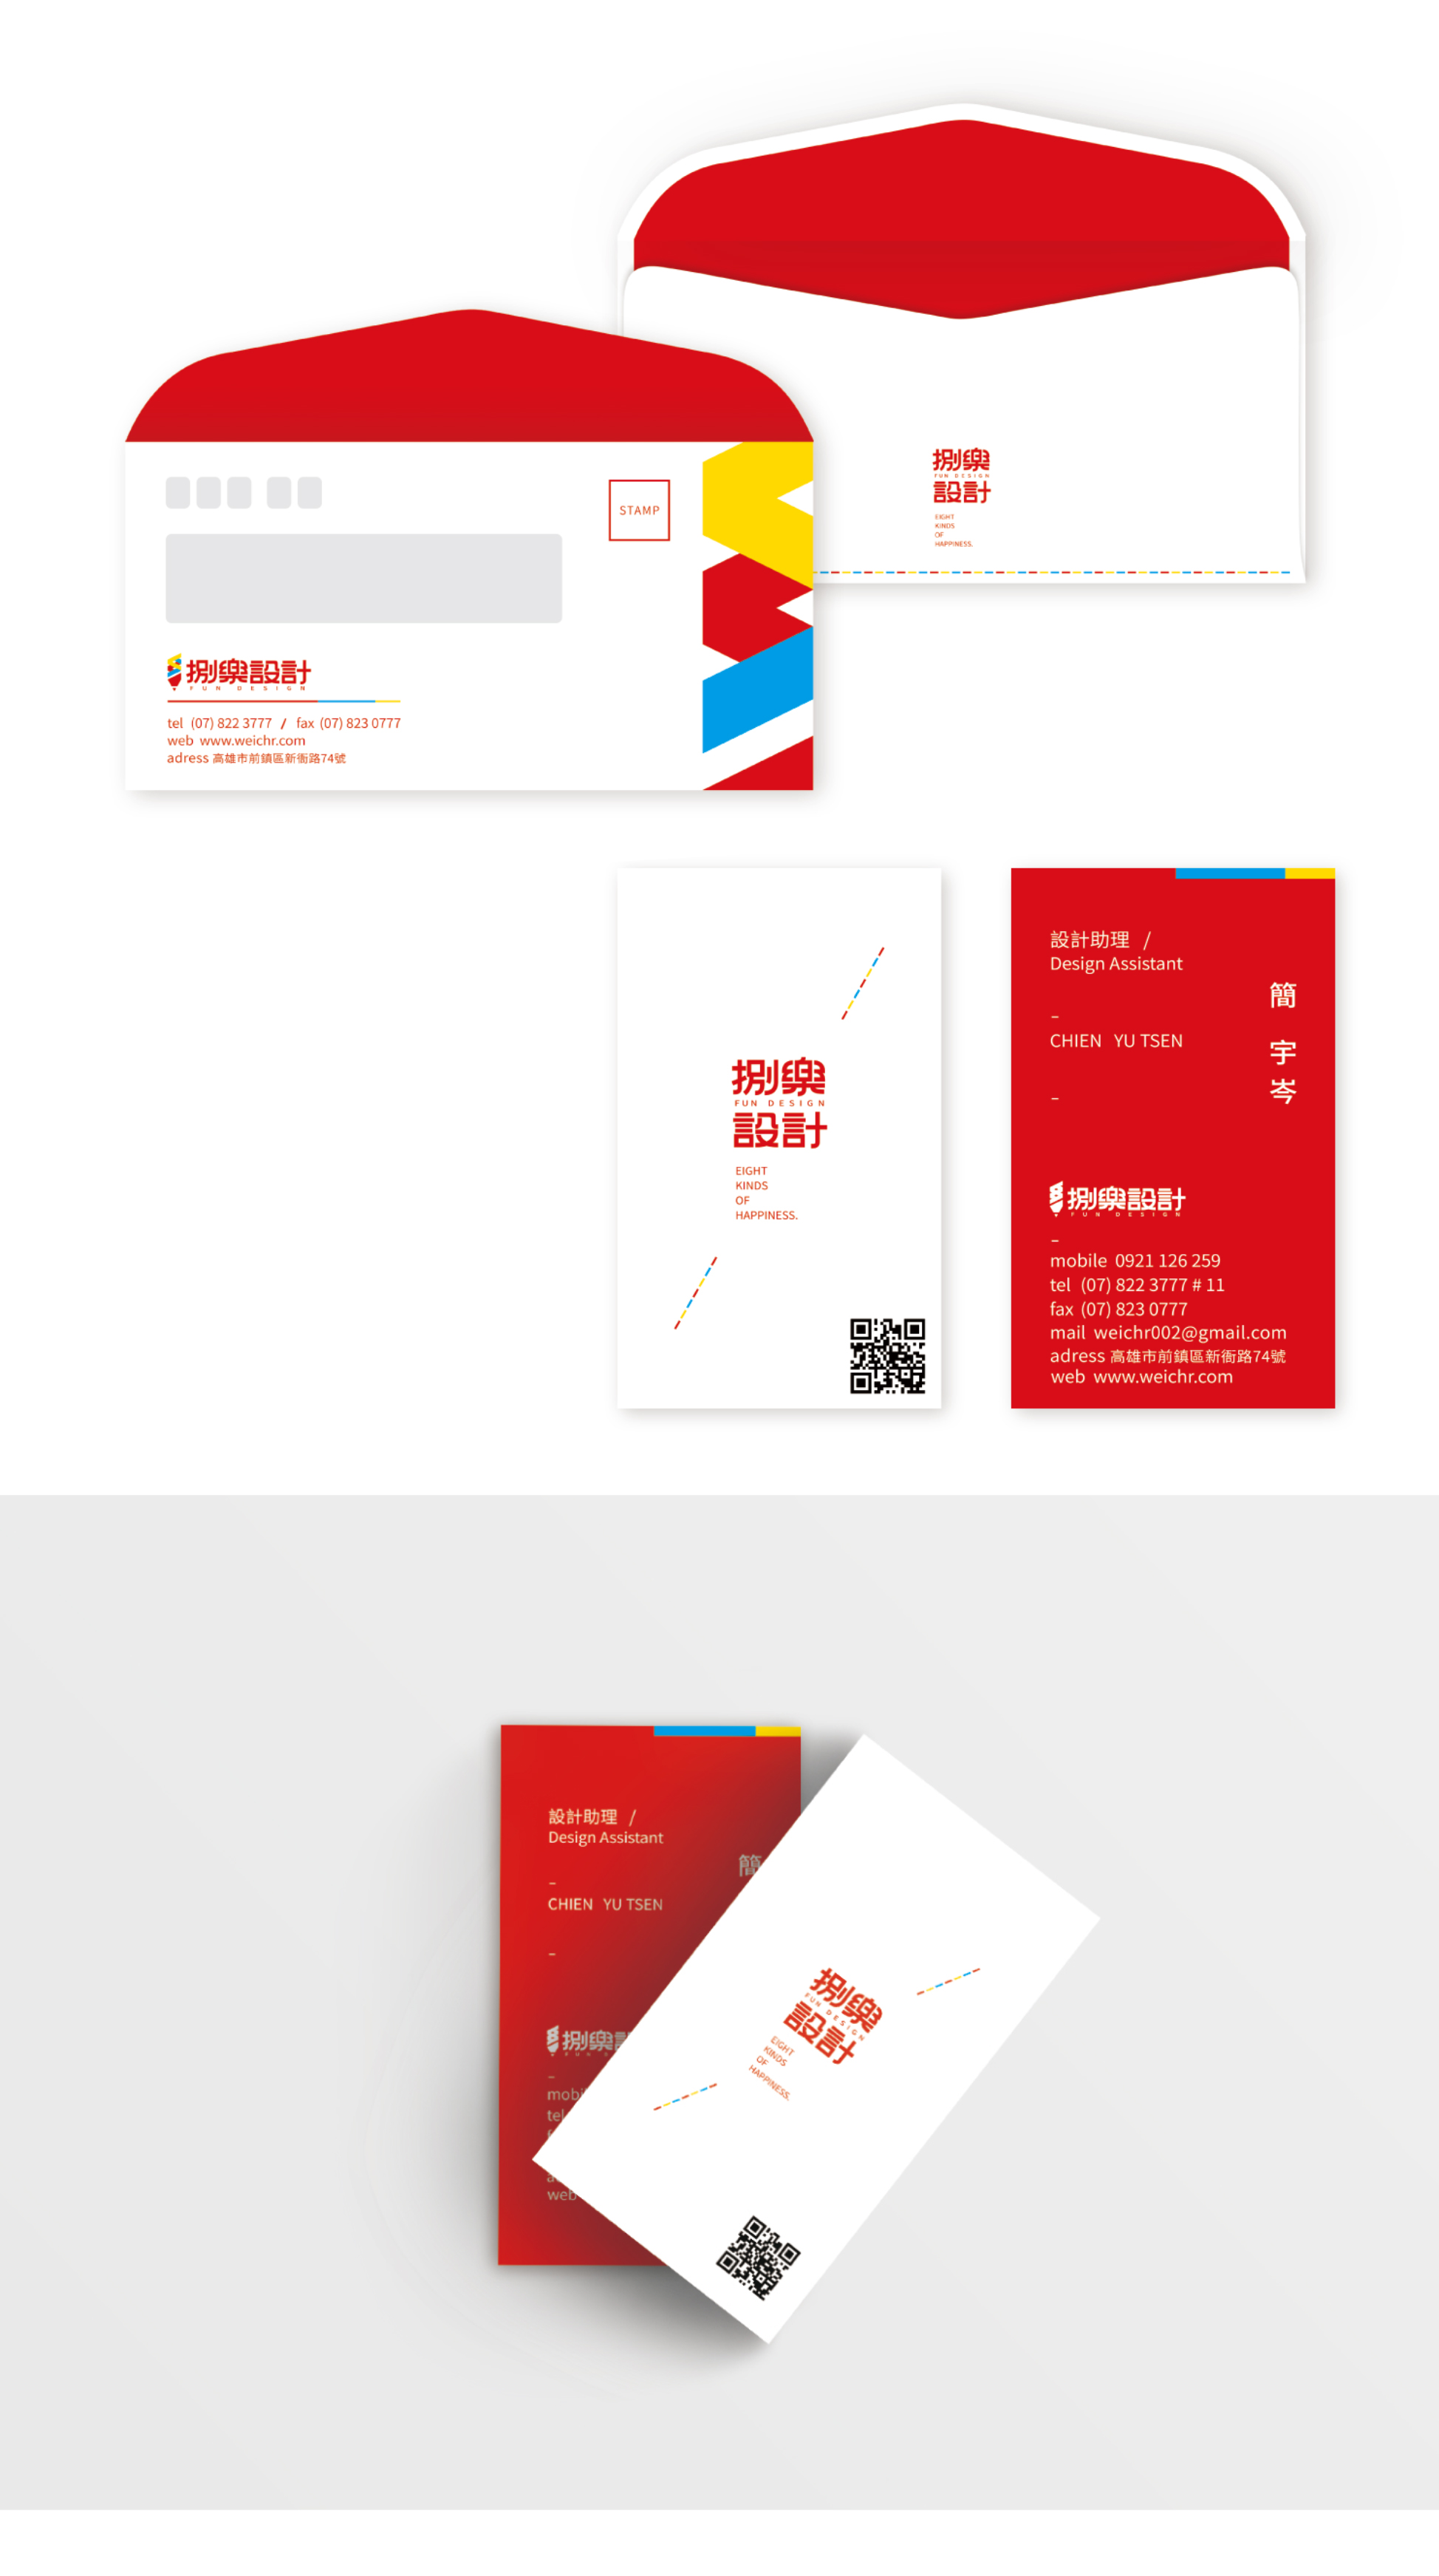 捌樂
FUN DESIGN
設計
EIGHT
KINDS
OF
HAPPINESS.
STAMP
捌樂設計
FUN DESIGN
tel (07) 822 3777 / fax (07) 823 0777
web www.weichr.com
adress 高雄市前鎮區新衙路74號
捌樂
FUN DESIGN
設計
EIGHT
KINDS
OF
HAPPINESS.
設計助理 /
Design Assistant
–
CHIEN YU TSEN
–
簡宇岑
捌樂設計
FUN DESIGN
–
mobile 0921 126 259
tel (07) 822 3777 # 11
fax (07) 823 0777
mail weichr002@gmail.com
adress 高雄市前鎮區新衙路74號
web www.weichr.com
設計助理 /
Design Assistant
–
CHIEN YU TSEN
–
簡
捌樂
–
tel
web
捌樂
FUN DESIGN
設計
EIGHT
KINDS
OF
HAPPINESS.